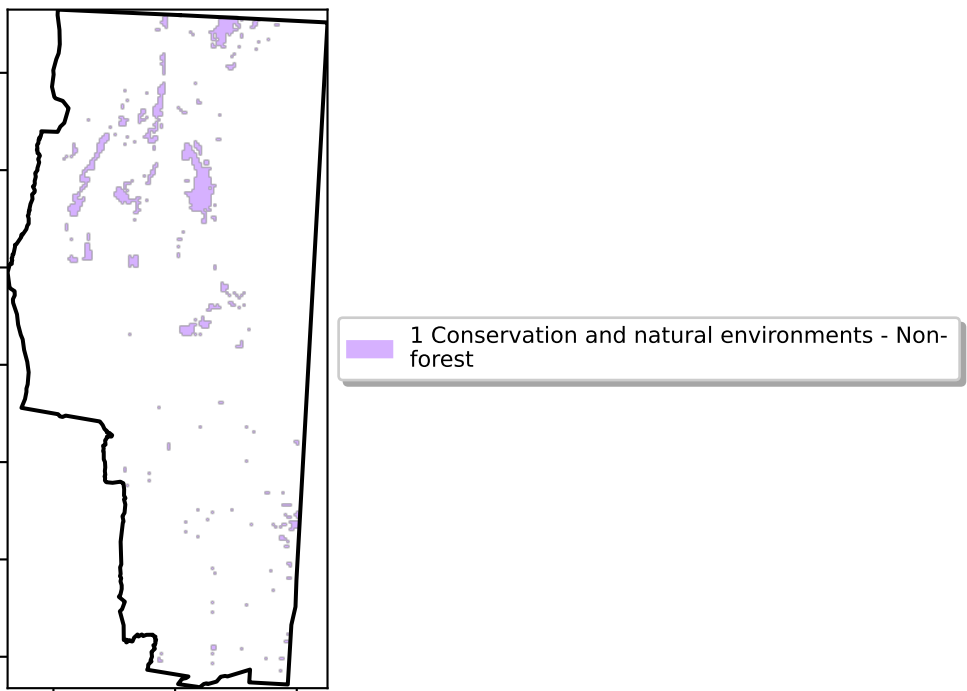 1 Conservation and natural environments - Non-
forest